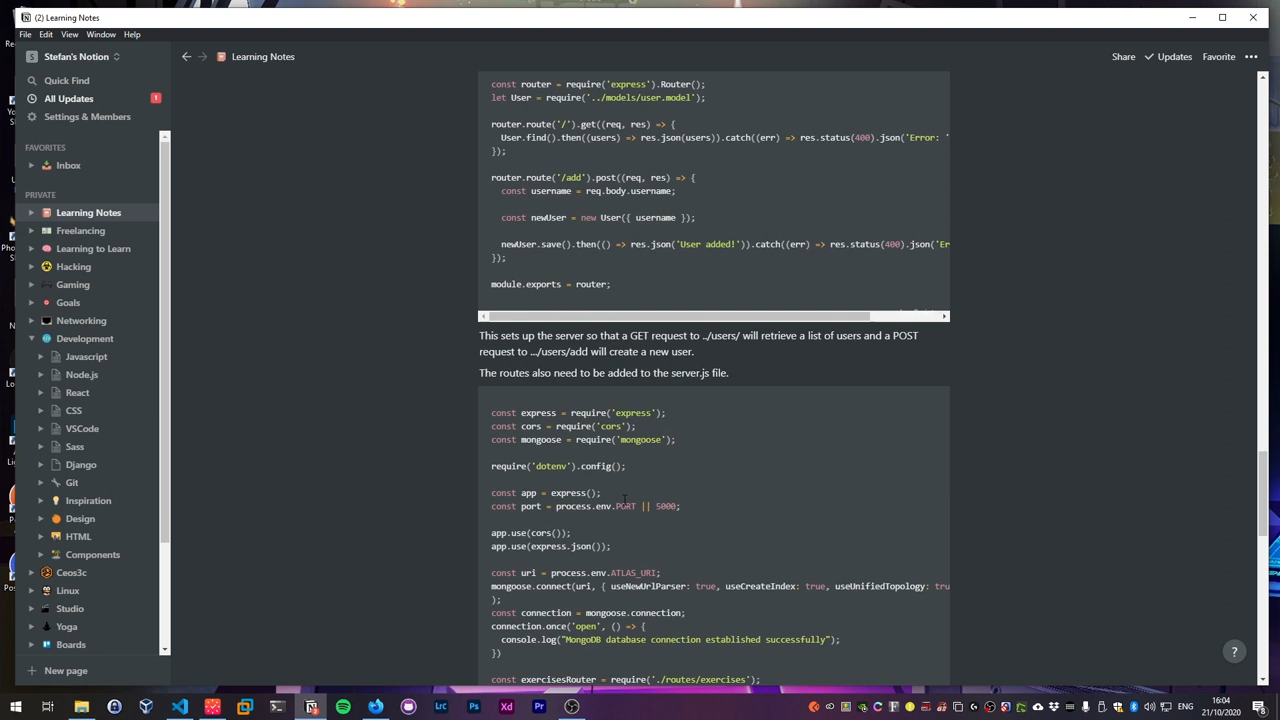 (2) Learning Notes
File Edit View Window Help
S Stefan's Notion
Learning Notes
Share Updates Favorite
Quick Find
All Updates 1
Settings & Members
FAVORITES
Inbox
PRIVATE
Learning Notes
Freelancing
Learning to Learn
Hacking
Gaming
Goals
Networking
Development
Javascript
Node.js
React
CSS
VSCode
Sass
Django
Git
Inspiration
Design
HTML
Components
Ceos3c
Linux
Studio
Yoga
Boards
New page
const router = require('express').Router();
let User = require('../models/user.model');
router.route('/').get((req, res) => {
User.find().then((users) => res.json(users)).catch((err) => res.status(400).json('Error: '
});
router.route('/add').post((req, res) => {
const username = req.body.username;
const newUser = new User({ username });
newUser.save().then(() => res.json('User added!')).catch((err) => res.status(400).json('Er
});
module.exports = router;
This sets up the server so that a GET request to ../users/ will retrieve a list of users and a POST
request to .../users/add will create a new user.
The routes also need to be added to the server.js file.
const express = require('express');
const cors = require('cors');
const mongoose = require('mongoose');
require('dotenv').config();
const app = express();
const port = process.env.PORT || 5000;
app.use(cors());
app.use(express.json());
const uri = process.env.ATLAS_URI;
mongoose.connect(uri, { useNewUrlParser: true, useCreateIndex: true, useUnifiedTopology: tru
);
const connection = mongoose.connection;
connection.once('open', () => {
console.log("MongoDB database connection established successfully");
})
const exercisesRouter = require('./routes/exercises');
?
Lrc Ps Xd Pr
ENG
16:04
21/10/2020